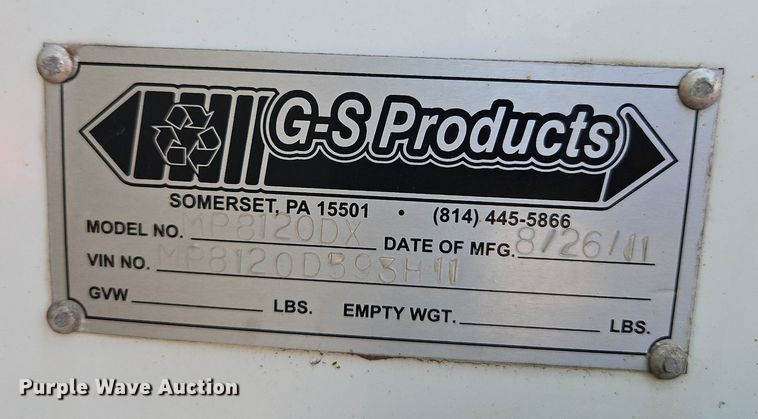 G-S Products
SOMERSET, PA 15501 • (814) 445-5866
MODEL NO. MP8120DX DATE OF MFG. 8/26/11
VIN NO. MP8120D593H11
GVW LBS. EMPTY WGT. LBS.
Purple Wave Auction